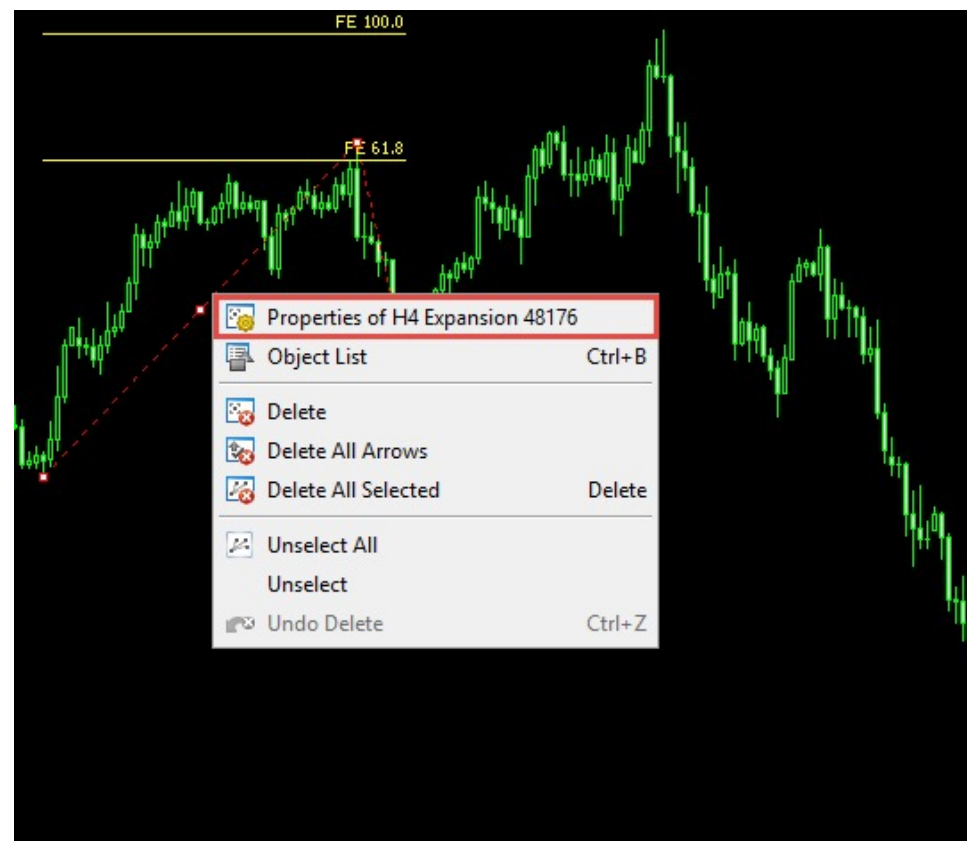 FE 100.0
FE 61.8
Properties of H4 Expansion 48176
Object List Ctrl+B
Delete
Delete All Arrows
Delete All Selected Delete
Unselect All
Unselect
Undo Delete Ctrl+Z